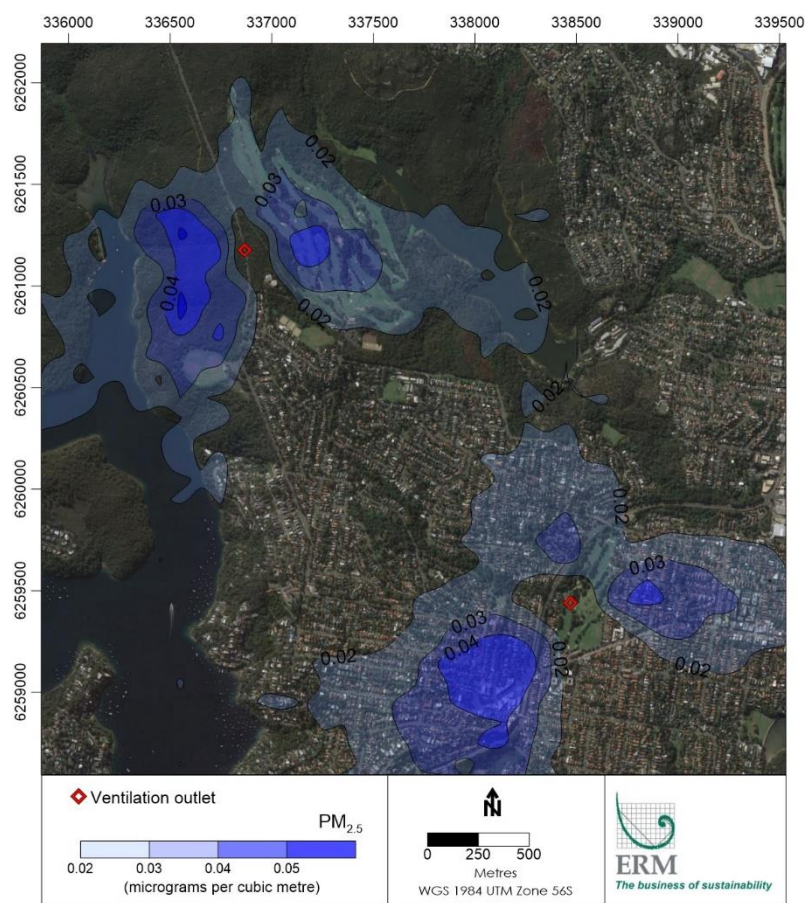 336000 336500 337000 337500 338000 338500 339000 339500
6262000
6261500
6261000
6260500
6260000
6259500
6259000
0.02
0.03
0.03
0.04
0.02
0.02
0.02
0.02
0.03
0.03
0.04
0.02
0.02
0.02
Ventilation outlet
PM2.5
0.02 0.03 0.04 0.05
(micrograms per cubic metre)
N
0 250 500
Metres
WGS 1984 UTM Zone 56S
ERM
The business of sustainability